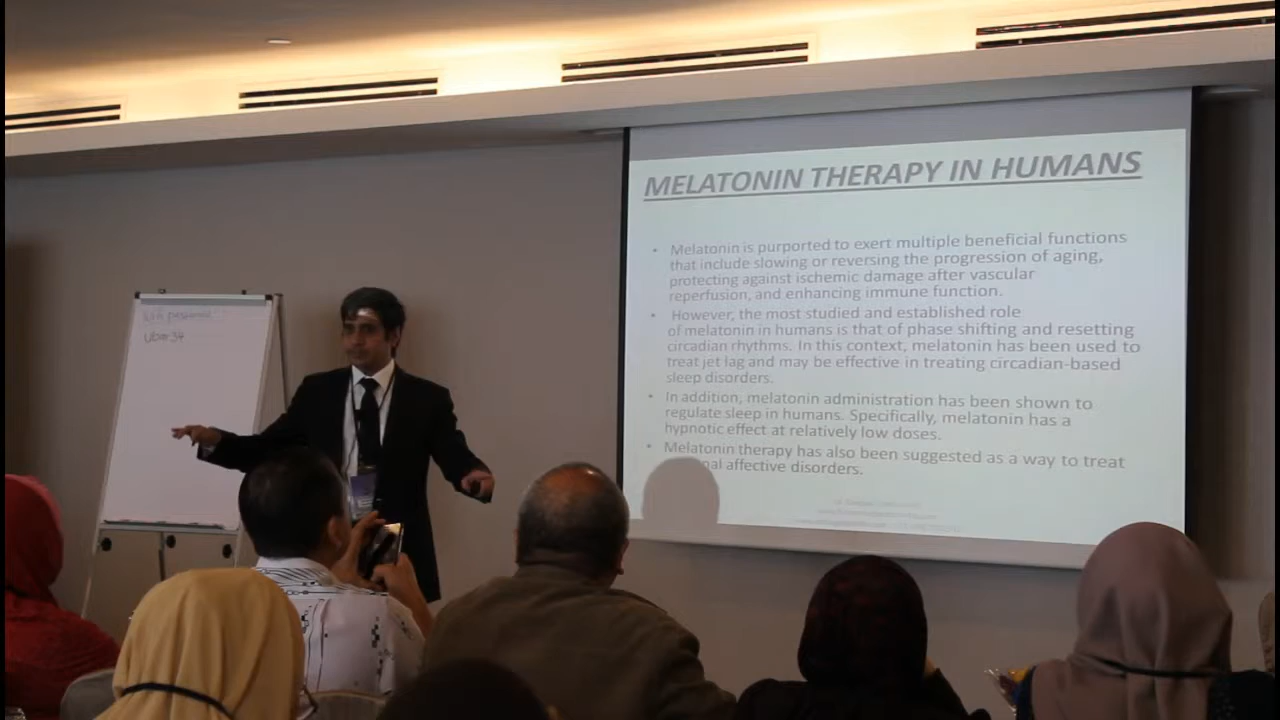 MELATONIN THERAPY IN HUMANS
• Melatonin is purported to exert multiple beneficial functions
that include slowing or reversing the progression of aging,
protecting against ischemic damage after vascular
reperfusion, and enhancing immune function.
• However, the most studied and established role
of melatonin in humans is that of phase shifting and resetting
circadian rhythms. In this context, melatonin has been used to
treat jet lag and may be effective in treating circadian-based
sleep disorders.
• In addition, melatonin administration has been shown to
regulate sleep in humans. Specifically, melatonin has a
hypnotic effect at relatively low doses.
• Melatonin therapy has also been suggested as a way to treat
affective disorders.